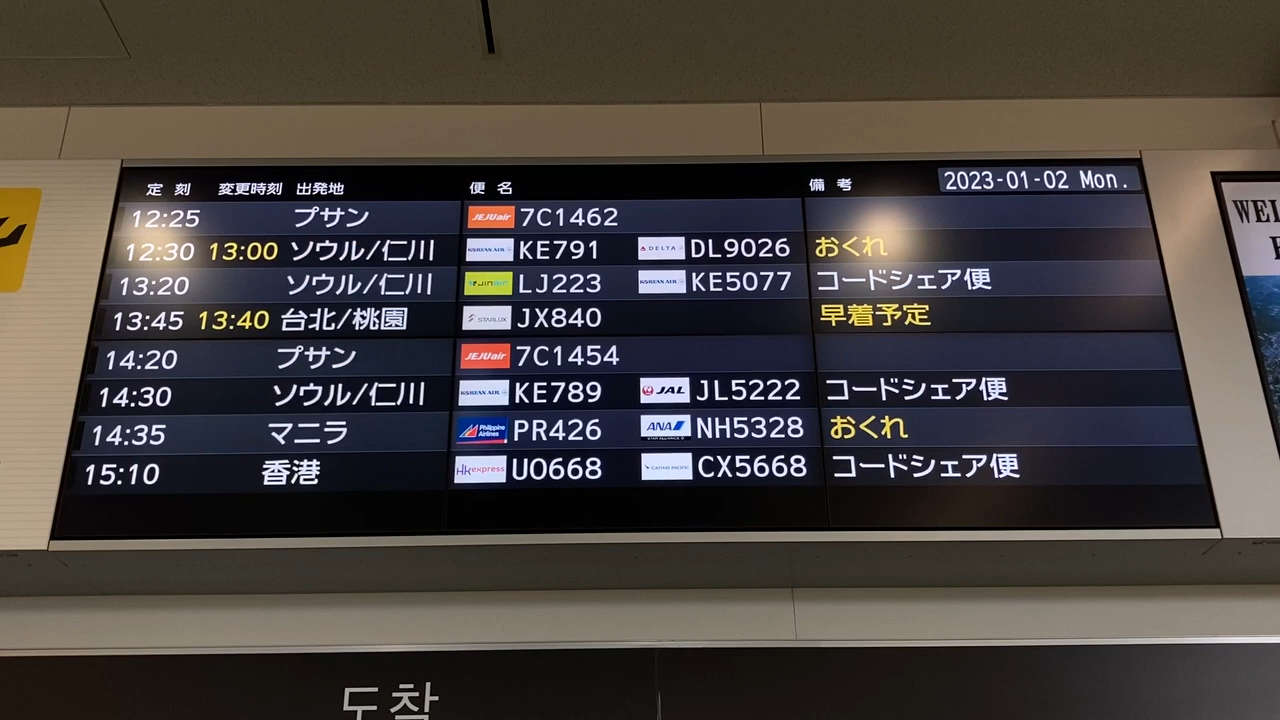 定刻 変更時刻 出発地 便名 備考 2023-01-02 Mon.
12:25 プサン JEJUair 7C1462
12:30 13:00 ソウル/仁川 KOREAN AIR KE791 DELTA DL9026 おくれ
13:20 ソウル/仁川 JINAIR LJ223 KOREAN AIR KE5077 コードシェア便
13:45 13:40 台北/桃園 STARLUX JX840 早着予定
14:20 プサン JEJUair 7C1454
14:30 ソウル/仁川 KOREAN AIR KE789 JAL JL5222 コードシェア便
14:35 マニラ Philippine Airlines PR426 ANA NH5328 おくれ
15:10 香港 HK express UO668 CATHAY PACIFIC CX5668 コードシェア便
도착